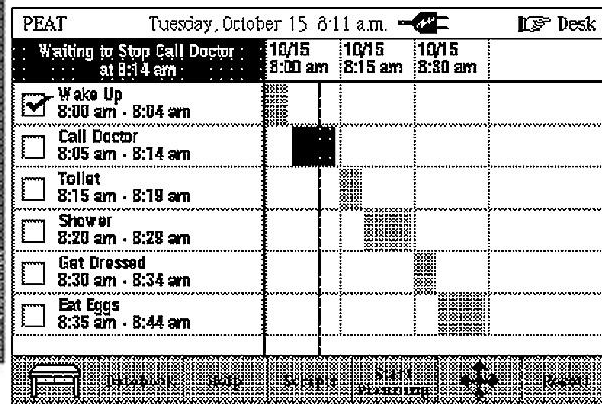 PEAT Tuesday, October 15 8:11 a.m. Desk
Waiting to Stop Call Doctor
at 8:14 am
10/15 10/15 10/15
8:00 am 8:15 am 8:30 am
Wake Up
8:00 am - 8:04 am
Call Doctor
8:05 am - 8:14 am
Toilet
8:15 am - 8:19 am
Shower
8:20 am - 8:29 am
Get Dressed
8:30 am - 8:34 am
Eat Eggs
8:35 am - 8:44 am
Help Scripts